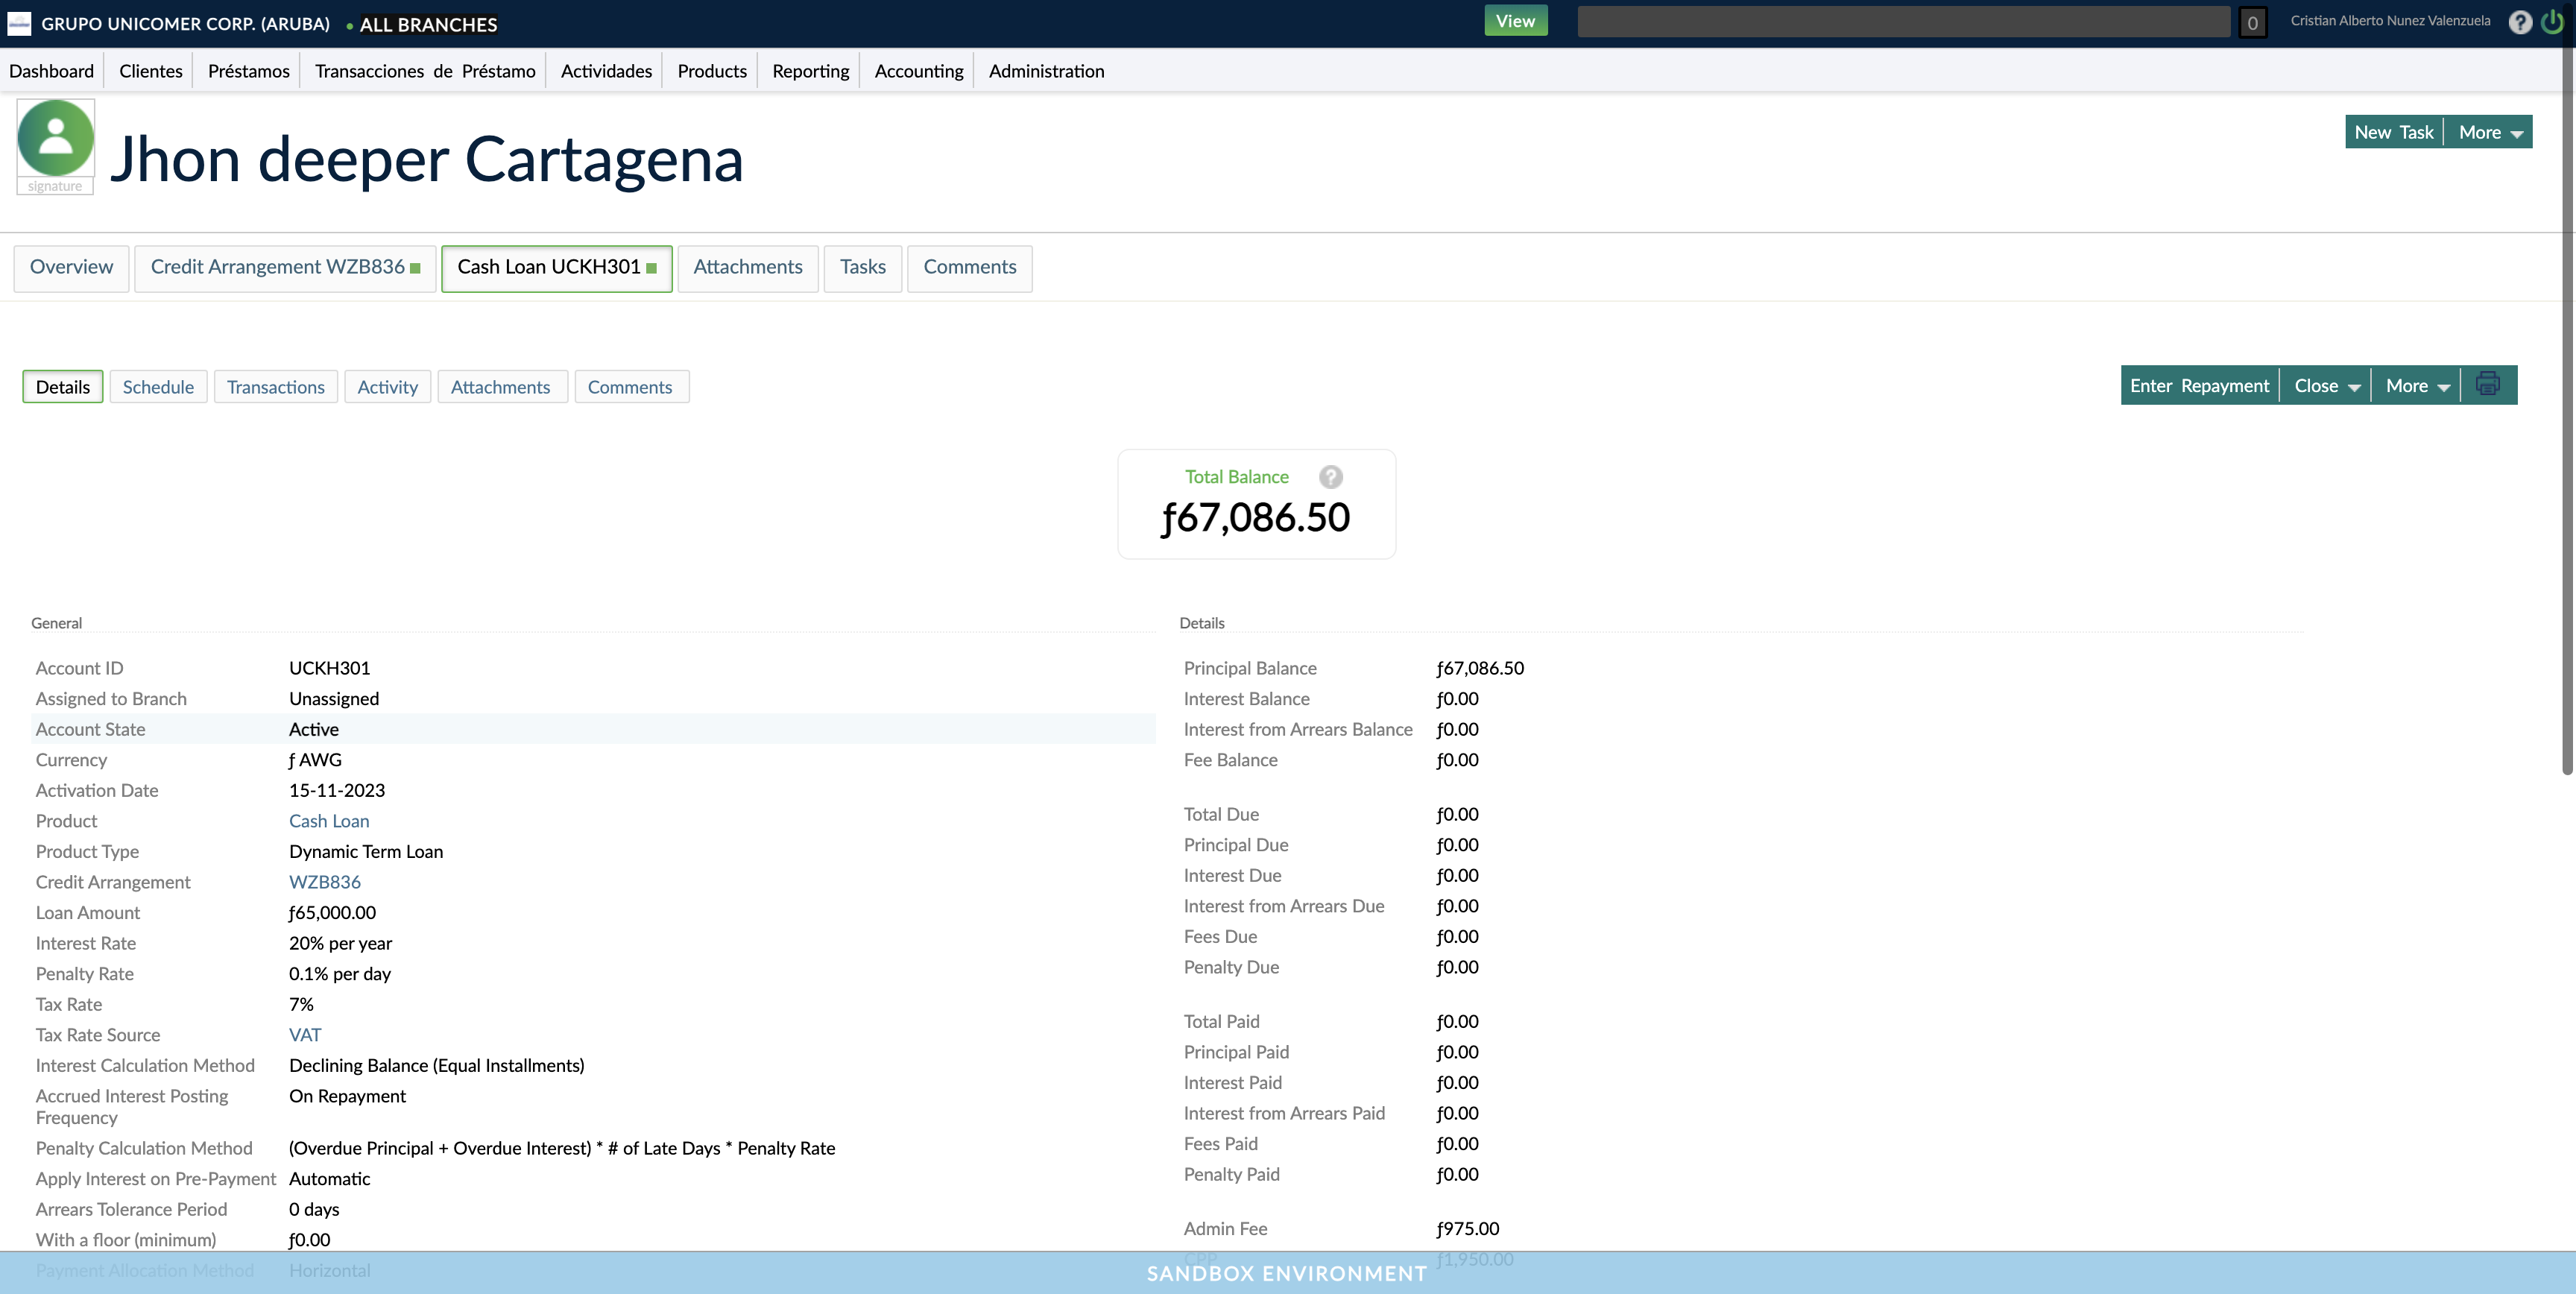 GRUPO UNICOMER CORP. (ARUBA) • ALL BRANCHES View 0 Cristian Alberto Nunez Valenzuela ?
Dashboard Clientes Préstamos Transacciones de Préstamo Actividades Products Reporting Accounting Administration
signature
Jhon deeper Cartagena
New Task More
Overview Credit Arrangement WZB836 Cash Loan UCKH301 Attachments Tasks Comments
Details Schedule Transactions Activity Attachments Comments
Enter Repayment Close More
Total Balance ?
ƒ67,086.50
General
Account ID UCKH301
Assigned to Branch Unassigned
Account State Active
Currency ƒ AWG
Activation Date 15-11-2023
Product Cash Loan
Product Type Dynamic Term Loan
Credit Arrangement WZB836
Loan Amount ƒ65,000.00
Interest Rate 20% per year
Penalty Rate 0.1% per day
Tax Rate 7%
Tax Rate Source VAT
Interest Calculation Method Declining Balance (Equal Installments)
Accrued Interest Posting On Repayment
Frequency
Penalty Calculation Method (Overdue Principal + Overdue Interest) * # of Late Days * Penalty Rate
Apply Interest on Pre-Payment Automatic
Arrears Tolerance Period 0 days
With a floor (minimum) ƒ0.00
Payment Allocation Method Horizontal
Details
Principal Balance ƒ67,086.50
Interest Balance ƒ0.00
Interest from Arrears Balance ƒ0.00
Fee Balance ƒ0.00
Total Due ƒ0.00
Principal Due ƒ0.00
Interest Due ƒ0.00
Interest from Arrears Due ƒ0.00
Fees Due ƒ0.00
Penalty Due ƒ0.00
Total Paid ƒ0.00
Principal Paid ƒ0.00
Interest Paid ƒ0.00
Interest from Arrears Paid ƒ0.00
Fees Paid ƒ0.00
Penalty Paid ƒ0.00
Admin Fee ƒ975.00
CPP ƒ1,950.00
SANDBOX ENVIRONMENT